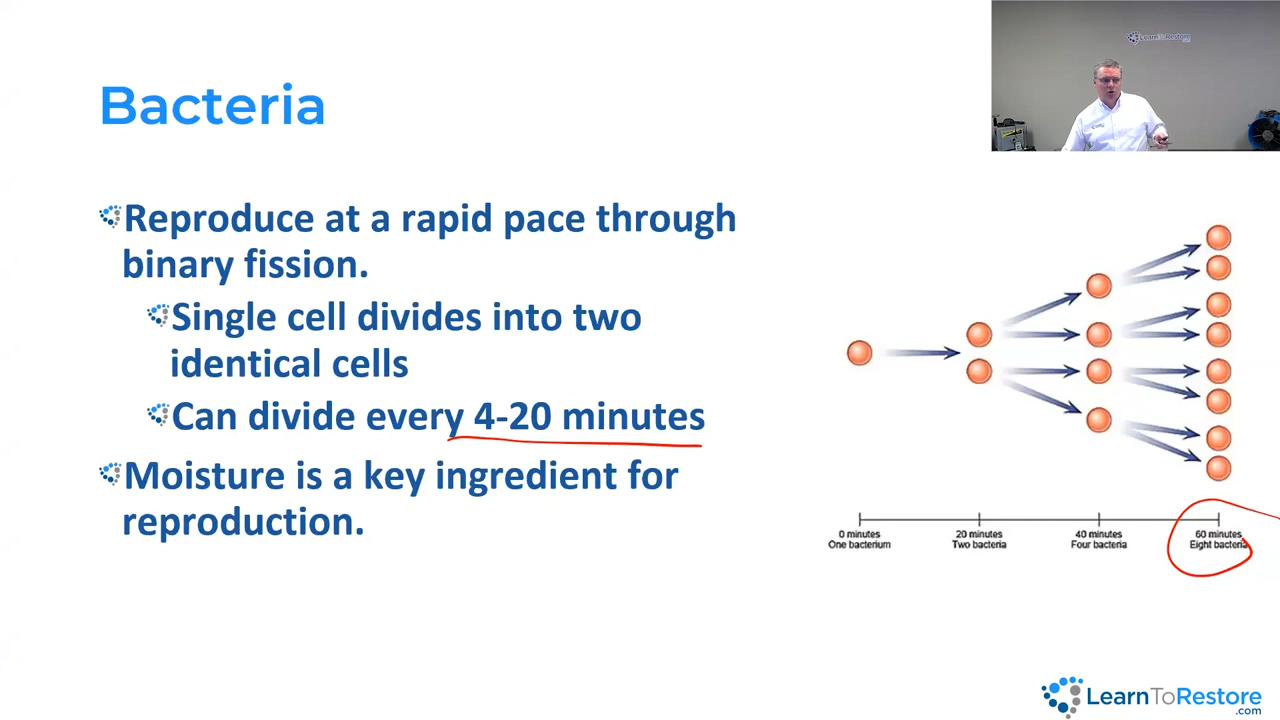 LearnToRestore
Bacteria
Reproduce at a rapid pace through
binary fission.
Single cell divides into two
identical cells
Can divide every 4-20 minutes
Moisture is a key ingredient for
reproduction.
0 minutes
One bacterium
20 minutes
Two bacteria
40 minutes
Four bacteria
60 minutes
Eight bacteria
LearnToRestore
.com